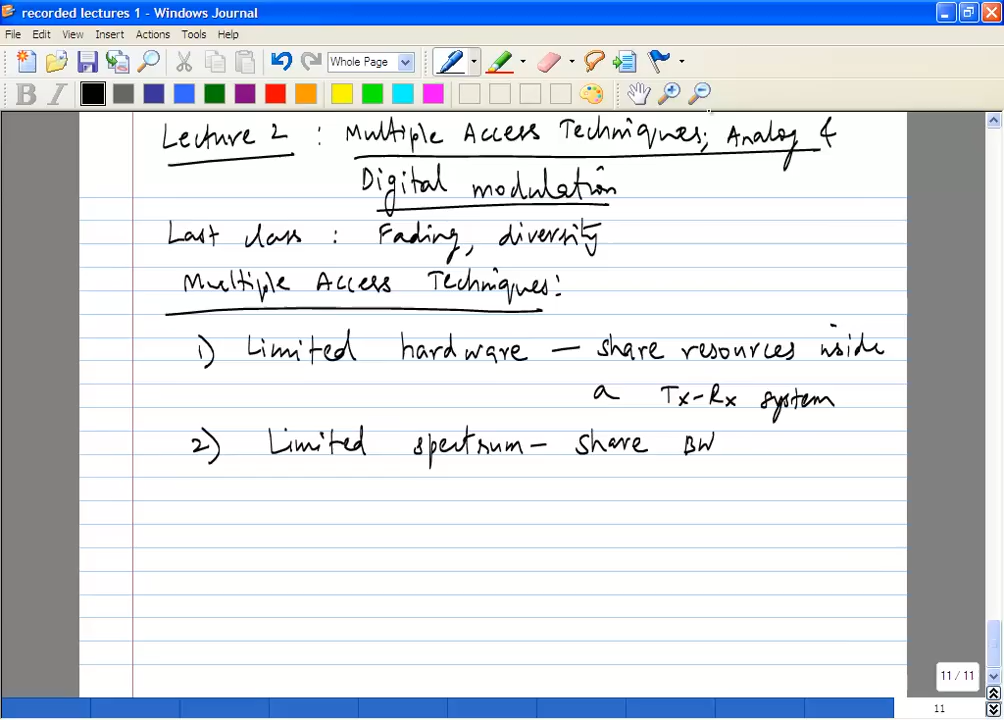 recorded lectures 1 - Windows Journal
File Edit View Insert Actions Tools Help
Whole Page
B I
Lecture 2 : Multiple Access Techniques; Analog &
Digital modulation
Last class : Fading, diversity
Multiple Access Techniques:
1) Limited hardware – share resources inside
a Tx-Rx system
2) Limited spectrum – share BW
11 / 11
11